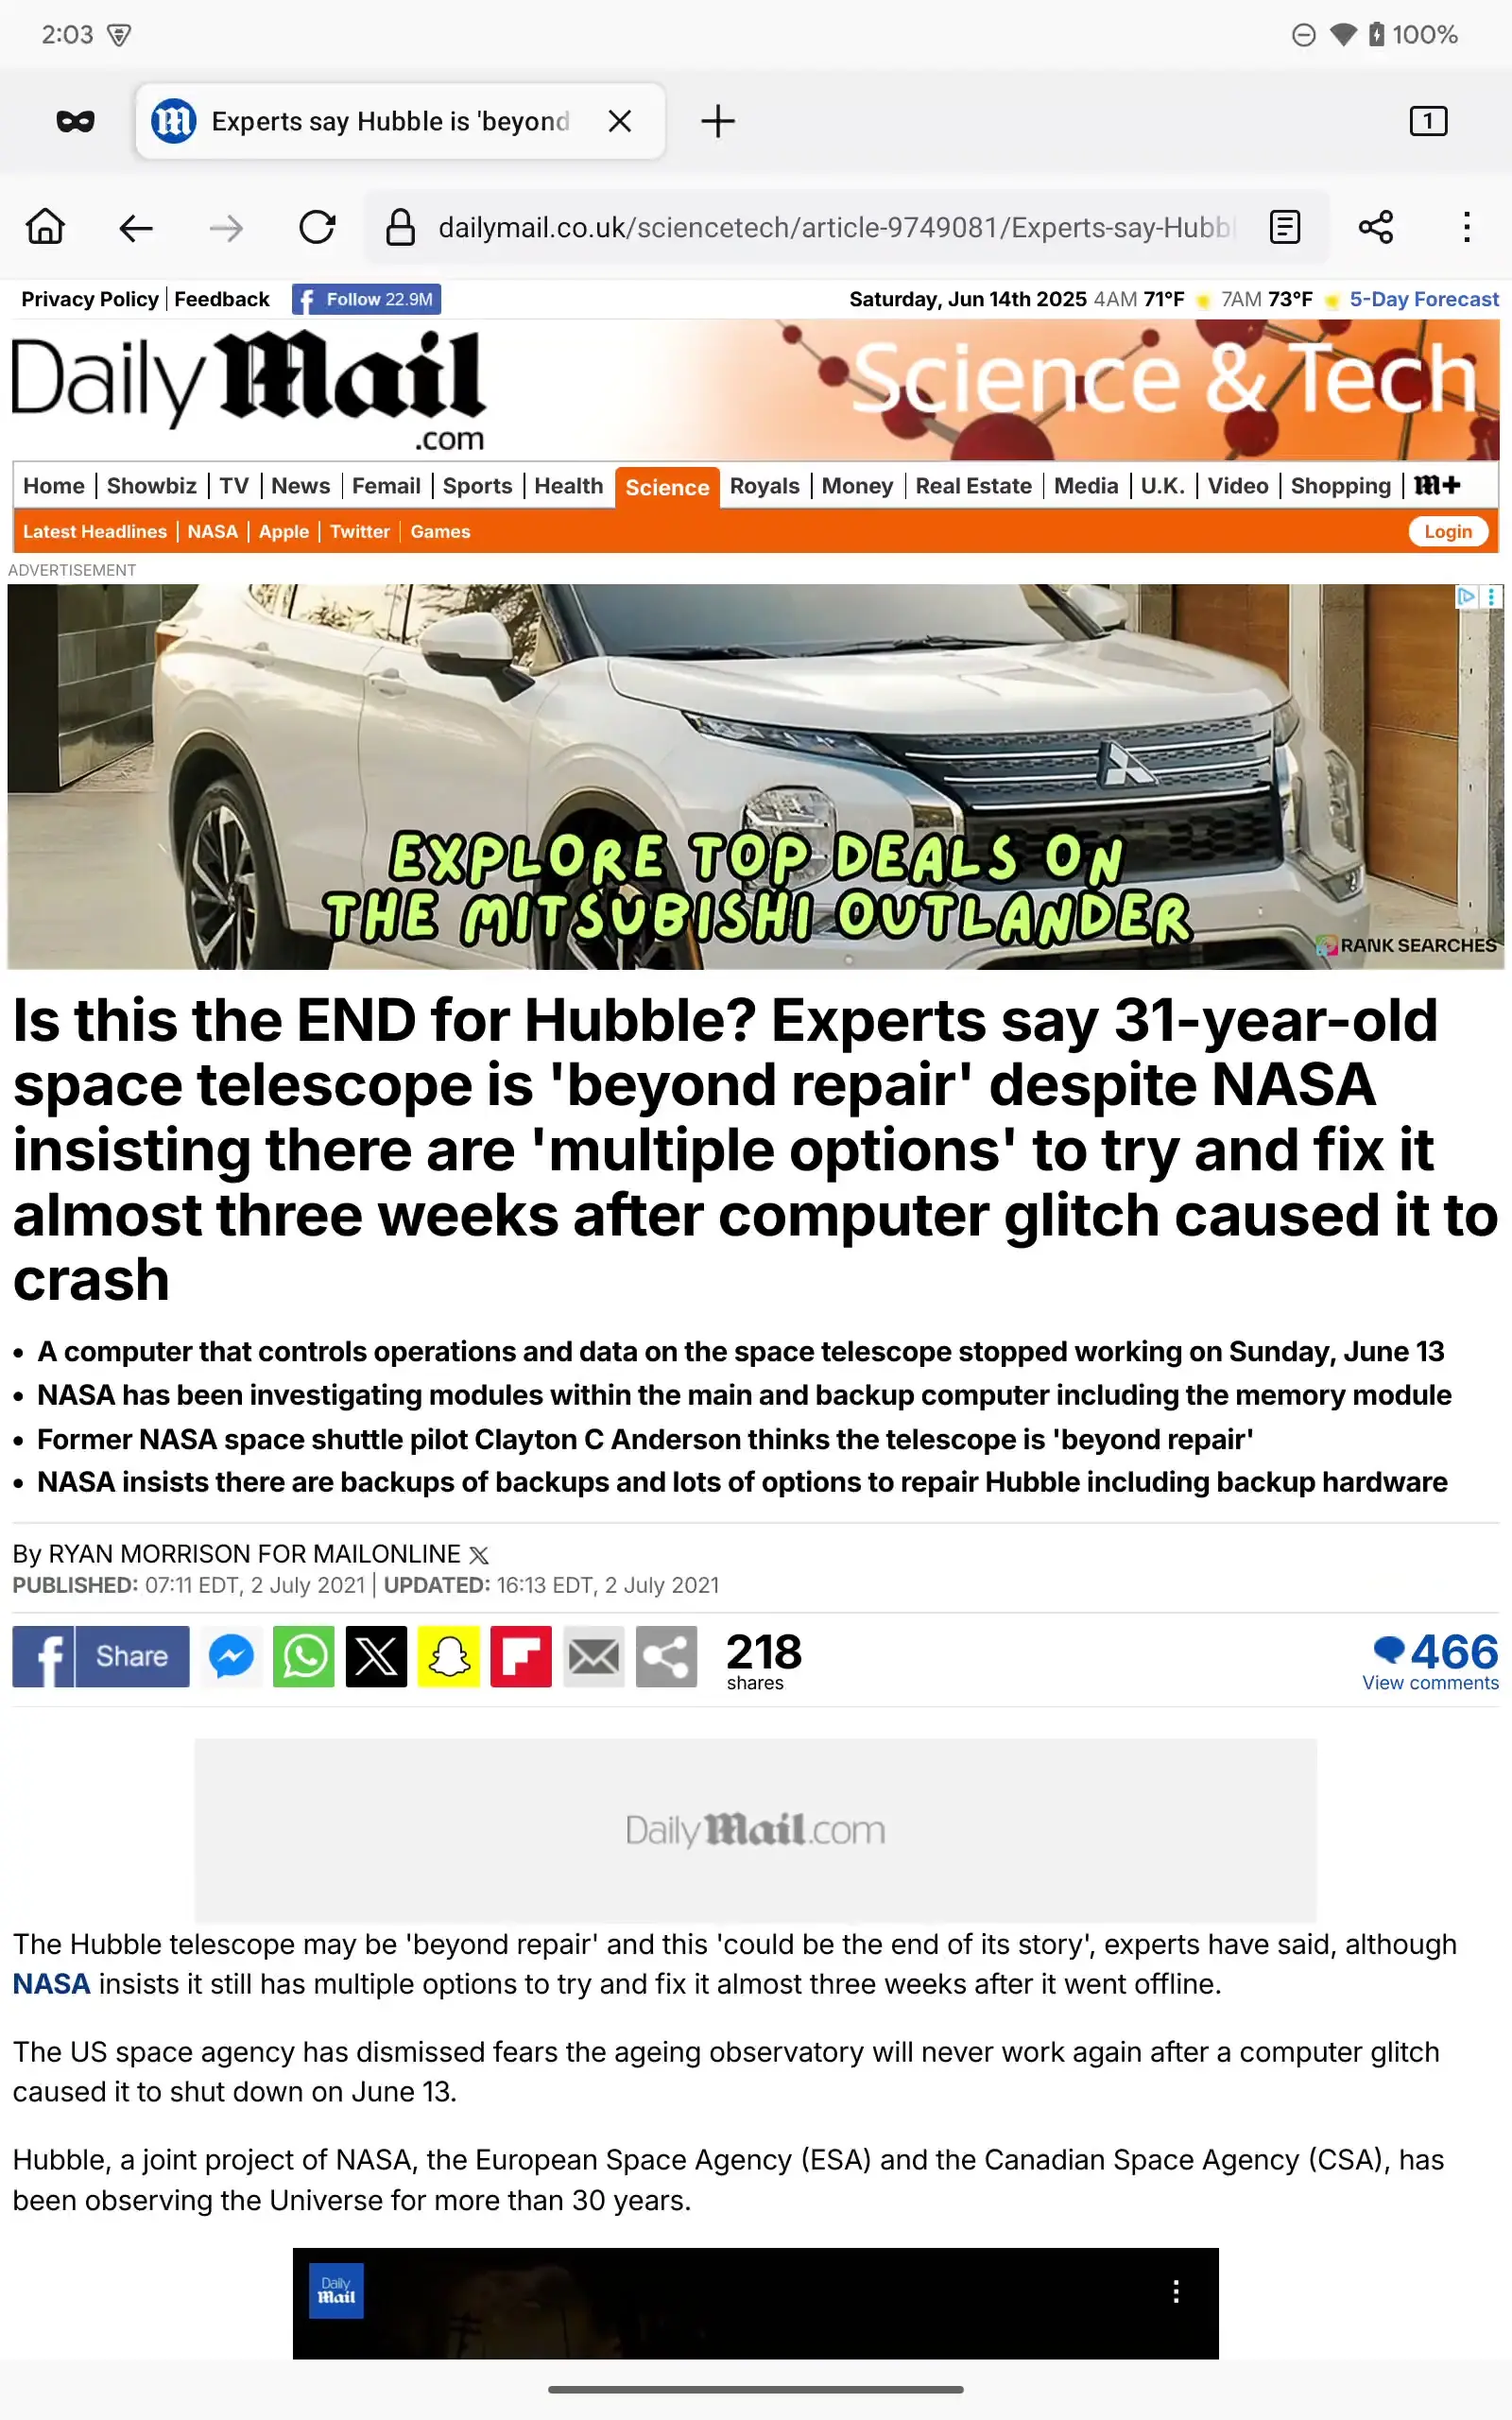 2:03
100%
Experts say Hubble is 'beyond
1
dailymail.co.uk/sciencetech/article-9749081/Experts-say-Hubbl
Privacy Policy Feedback Follow 22.9M Saturday, Jun 14th 2025 4AM 71°F 7AM 73°F 5-Day Forecast
Daily Mail
.com
Science & Tech
Home Showbiz TV News Femail Sports Health Science Royals Money Real Estate Media U.K. Video Shopping M+
Latest Headlines NASA Apple Twitter Games Login
ADVERTISEMENT
EXPLORE TOP DEALS ON
THE MITSUBISHI OUTLANDER
RANK SEARCHES
Is this the END for Hubble? Experts say 31-year-old
space telescope is 'beyond repair' despite NASA
insisting there are 'multiple options' to try and fix it
almost three weeks after computer glitch caused it to
crash
• A computer that controls operations and data on the space telescope stopped working on Sunday, June 13
• NASA has been investigating modules within the main and backup computer including the memory module
• Former NASA space shuttle pilot Clayton C Anderson thinks the telescope is 'beyond repair'
• NASA insists there are backups of backups and lots of options to repair Hubble including backup hardware
By RYAN MORRISON FOR MAILONLINE
PUBLISHED: 07:11 EDT, 2 July 2021 | UPDATED: 16:13 EDT, 2 July 2021
Share
218
shares
466
View comments
Daily Mail.com
The Hubble telescope may be 'beyond repair' and this 'could be the end of its story', experts have said, although
NASA insists it still has multiple options to try and fix it almost three weeks after it went offline.
The US space agency has dismissed fears the ageing observatory will never work again after a computer glitch
caused it to shut down on June 13.
Hubble, a joint project of NASA, the European Space Agency (ESA) and the Canadian Space Agency (CSA), has
been observing the Universe for more than 30 years.
Daily
Mail